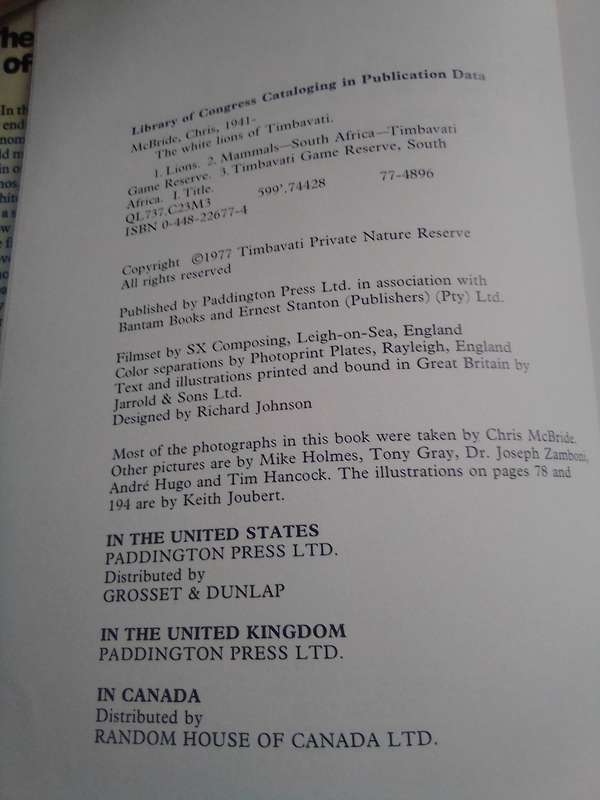 he
of
In th
end
Library of Congress Cataloging in Publication Data
McBride, Chris, 1941-
The white lions of Timbavati.
1. Lions. 2. Mammals—South Africa—Timbavati
Game Reserve. 3. Timbavati Game Reserve, South
Africa. I. Title.
QL737.C23M3 599'.74428 77-4896
ISBN 0-448-22677-4
Copyright ©1977 Timbavati Private Nature Reserve
All rights reserved
Published by Paddington Press Ltd. in association with
Bantam Books and Ernest Stanton (Publishers) (Pty) Ltd.
Filmset by SX Composing, Leigh-on-Sea, England
Color separations by Photoprint Plates, Rayleigh, England
Text and illustrations printed and bound in Great Britain by
Jarrold & Sons Ltd.
Designed by Richard Johnson
Most of the photographs in this book were taken by Chris McBride.
Other pictures are by Mike Holmes, Tony Gray, Dr. Joseph Zamboni,
André Hugo and Tim Hancock. The illustrations on pages 78 and
194 are by Keith Joubert.
IN THE UNITED STATES
PADDINGTON PRESS LTD.
Distributed by
GROSSET & DUNLAP
IN THE UNITED KINGDOM
PADDINGTON PRESS LTD.
IN CANADA
Distributed by
RANDOM HOUSE OF CANADA LTD.